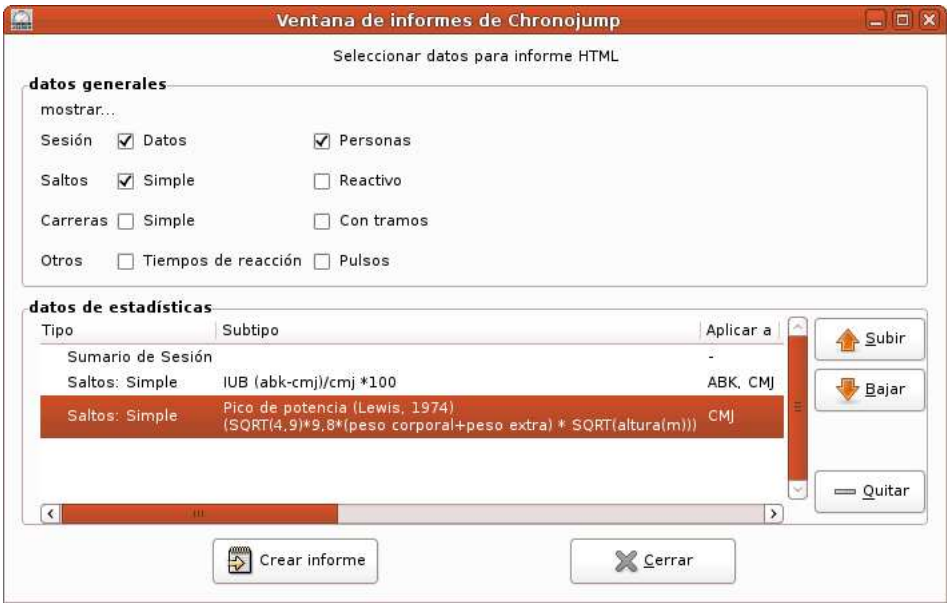 Ventana de informes de Chronojump
Seleccionar datos para informe HTML
datos generales
mostrar...
Sesión Datos Personas
Saltos Simple Reactivo
Carreras Simple Con tramos
Otros Tiempos de reacción Pulsos
datos de estadísticas
Tipo Subtipo Aplicar a
Sumario de Sesión -
Saltos: Simple IUB (abk-cmj)/cmj *100 ABK, CMJ
Saltos: Simple Pico de potencia (Lewis, 1974) CMJ
(SQRT(4,9)*9,8*(peso corporal+peso extra) * SQRT(altura(m)))
Subir
Bajar
Quitar
Crear informe Cerrar